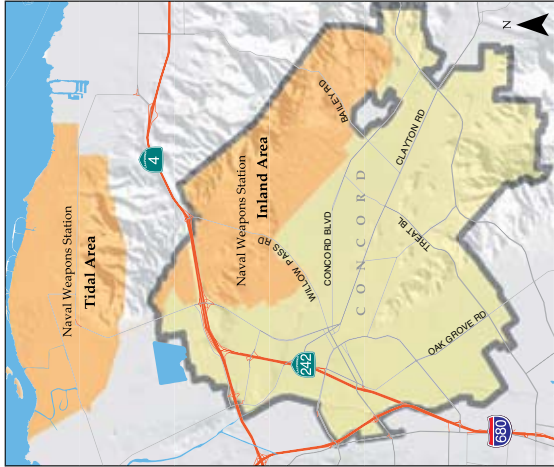 N
4
Naval Weapons Station
Tidal Area
BAILEY RD
Naval Weapons Station
Inland Area
CLAYTON RD
WILLOW PASS RD
CONCORD BLVD
CONCORD
TREAT BL
242
OAK GROVE RD
680